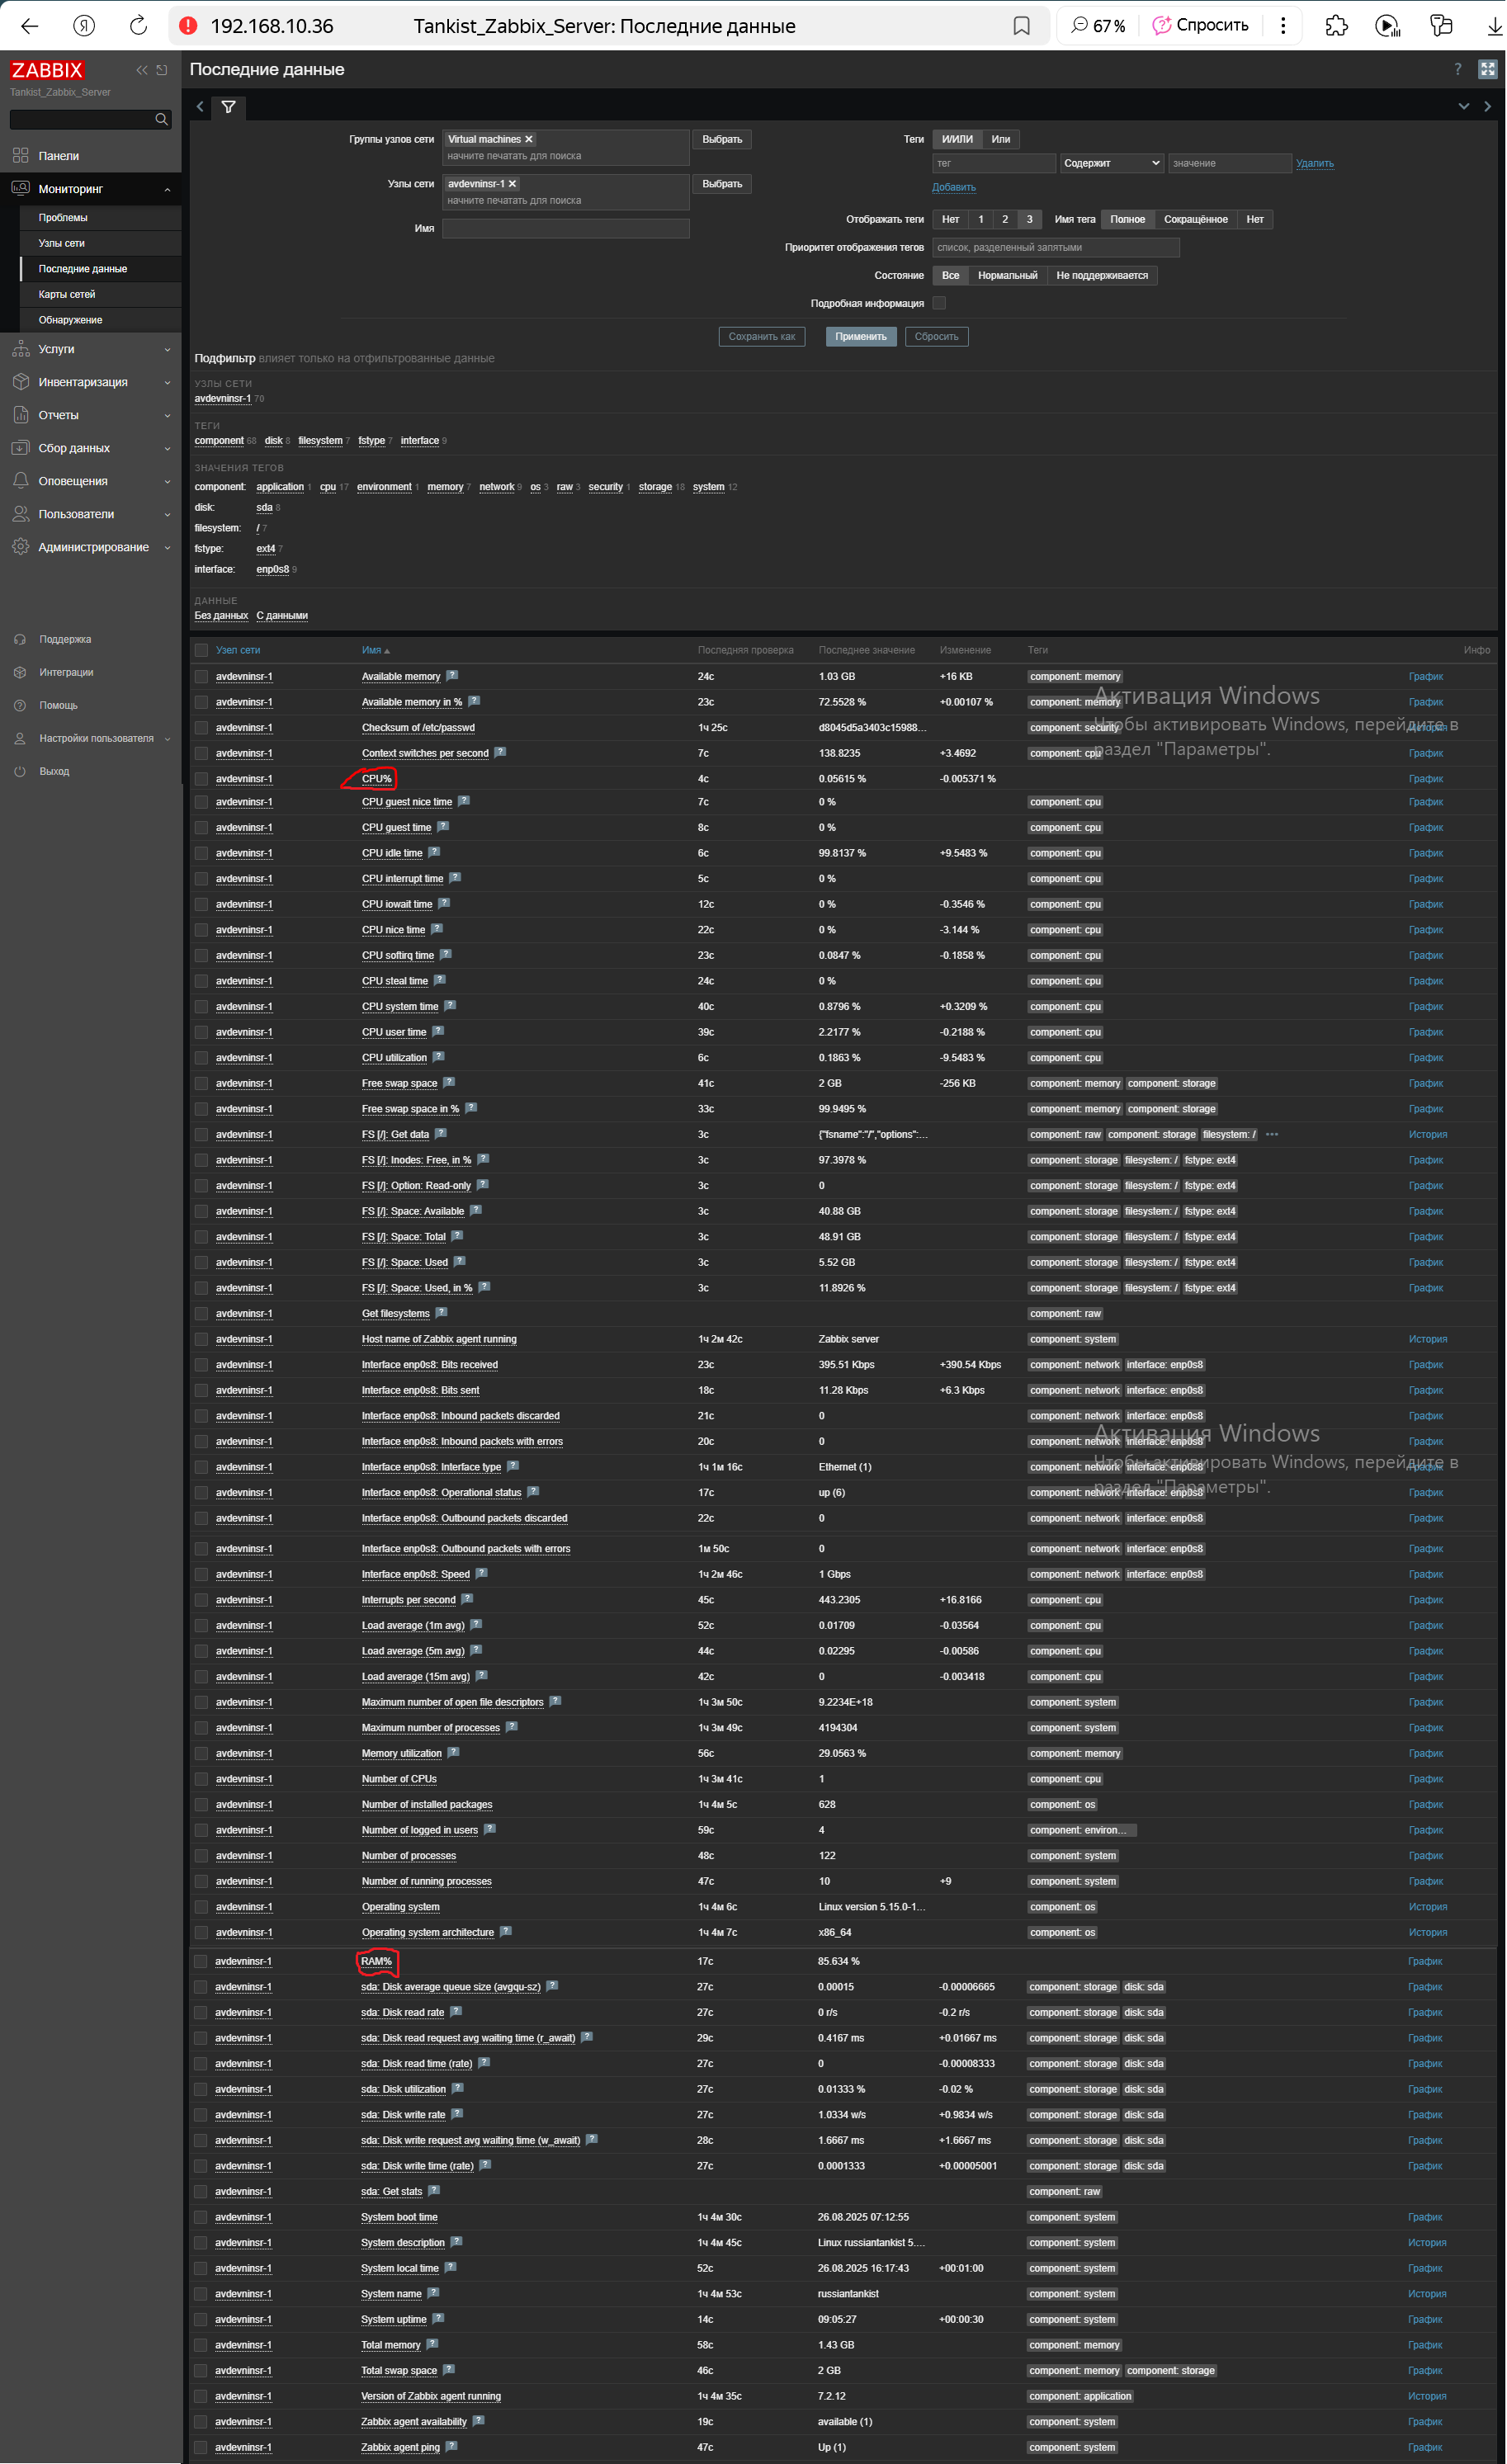 192.168.10.36 Tankist_Zabbix_Server: Последние данные 67 % Спросить
ZABBIX
Tankist_Zabbix_Server
Последние данные
Панели
Мониторинг
Проблемы
Узлы сети
Последние данные
Карты сетей
Обнаружение
Услуги
Инвентаризация
Отчеты
Сбор данных
Оповещения
Пользователи
Администрирование
Поддержка
Интеграции
Помощь
Настройки пользователя
Выход
Группы узлов сети Virtual machines Выбрать
начните печатать для поиска
Узлы сети avdevninsr-1 Выбрать
начните печатать для поиска
Имя
Теги И/ИЛИ Или
тег Содержит значение Удалить
Добавить
Отображать теги Нет 1 2 3 Имя тега Полное Сокращённое Нет
Приоритет отображения тегов список, разделенный запятыми
Состояние Все Нормальный Не поддерживается
Подробная информация
Сохранить как Применить Сбросить
Подфильтр влияет только на отфильтрованные данные
УЗЛЫ СЕТИ
avdevninsr-1 70
ТЕГИ
component 68 disk 8 filesystem 7 fstype 7 interface 9
ЗНАЧЕНИЯ ТЕГОВ
component: application 1 cpu 17 environment 1 memory 7 network 9 os 3 raw 3 security 1 storage 18 system 12
disk: sda 8
filesystem: / 7
fstype: ext4 7
interface: enp0s8 9
ДАННЫЕ
Без данных С данными
Узел сети Имя Последняя проверка Последнее значение Изменение Теги Инфо
avdevninsr-1 Available memory 24с 1.03 GB +16 KB component: memory График
avdevninsr-1 Available memory in % 23с 72.5528 % +0.00107 % component: memory График
avdevninsr-1 Checksum of /etc/passwd 1ч 25с d8045d5a3403c15988... component: security История
avdevninsr-1 Context switches per second 7с 138.8235 +3.4692 component: cpu График
avdevninsr-1 CPU% 4с 0.05615 % -0.005371 % График
avdevninsr-1 CPU guest nice time 7с 0 % component: cpu График
avdevninsr-1 CPU guest time 8с 0 % component: cpu График
avdevninsr-1 CPU idle time 6с 99.8137 % +9.5483 % component: cpu График
avdevninsr-1 CPU interrupt time 5с 0 % component: cpu График
avdevninsr-1 CPU iowait time 12с 0 % -0.3546 % component: cpu График
avdevninsr-1 CPU nice time 22с 0 % -3.144 % component: cpu График
avdevninsr-1 CPU softirq time 23с 0.0847 % -0.1858 % component: cpu График
avdevninsr-1 CPU steal time 24с 0 % component: cpu График
avdevninsr-1 CPU system time 40с 0.8796 % +0.3209 % component: cpu График
avdevninsr-1 CPU user time 39с 2.2177 % -0.2188 % component: cpu График
avdevninsr-1 CPU utilization 6с 0.1863 % -9.5483 % component: cpu График
avdevninsr-1 Free swap space 41с 2 GB -256 KB component: memory component: storage График
avdevninsr-1 Free swap space in % 33с 99.9495 % component: memory component: storage График
avdevninsr-1 FS [/]: Get data 3с {"fsname":"/","options":... component: raw component: storage filesystem: / ••• История
avdevninsr-1 FS [/]: Inodes: Free, in % 3с 97.3978 % component: storage filesystem: / fstype: ext4 График
avdevninsr-1 FS [/]: Option: Read-only 3с 0 component: storage filesystem: / fstype: ext4 График
avdevninsr-1 FS [/]: Space: Available 3с 40.88 GB component: storage filesystem: / fstype: ext4 График
avdevninsr-1 FS [/]: Space: Total 3с 48.91 GB component: storage filesystem: / fstype: ext4 График
avdevninsr-1 FS [/]: Space: Used 3с 5.52 GB component: storage filesystem: / fstype: ext4 График
avdevninsr-1 FS [/]: Space: Used, in % 3с 11.8926 % component: storage filesystem: / fstype: ext4 График
avdevninsr-1 Get filesystems component: raw
avdevninsr-1 Host name of Zabbix agent running 1ч 2м 42с Zabbix server component: system История
avdevninsr-1 Interface enp0s8: Bits received 23с 395.51 Kbps +390.54 Kbps component: network interface: enp0s8 График
avdevninsr-1 Interface enp0s8: Bits sent 18с 11.28 Kbps +6.3 Kbps component: network interface: enp0s8 График
avdevninsr-1 Interface enp0s8: Inbound packets discarded 21с 0 component: network interface: enp0s8 График
avdevninsr-1 Interface enp0s8: Inbound packets with errors 20с 0 component: network interface: enp0s8 График
avdevninsr-1 Interface enp0s8: Interface type 1ч 1м 16с Ethernet (1) component: network interface: enp0s8 График
avdevninsr-1 Interface enp0s8: Operational status 17с up (6) component: network interface: enp0s8 График
avdevninsr-1 Interface enp0s8: Outbound packets discarded 22с 0 component: network interface: enp0s8 График
avdevninsr-1 Interface enp0s8: Outbound packets with errors 1м 50с 0 component: network interface: enp0s8 График
avdevninsr-1 Interface enp0s8: Speed 1ч 2м 46с 1 Gbps component: network interface: enp0s8 График
avdevninsr-1 Interrupts per second 45с 443.2305 +16.8166 component: cpu График
avdevninsr-1 Load average (1m avg) 52с 0.01709 -0.03564 component: cpu График
avdevninsr-1 Load average (5m avg) 44с 0.02295 -0.00586 component: cpu График
avdevninsr-1 Load average (15m avg) 42с 0 -0.003418 component: cpu График
avdevninsr-1 Maximum number of open file descriptors 1ч 3м 50с 9.2234E+18 component: system График
avdevninsr-1 Maximum number of processes 1ч 3м 49с 4194304 component: system График
avdevninsr-1 Memory utilization 56с 29.0563 % component: memory График
avdevninsr-1 Number of CPUs 1ч 3м 41с 1 component: cpu График
avdevninsr-1 Number of installed packages 1ч 4м 5с 628 component: os График
avdevninsr-1 Number of logged in users 59с 4 component: environ... График
avdevninsr-1 Number of processes 48с 122 component: system График
avdevninsr-1 Number of running processes 47с 10 +9 component: system График
avdevninsr-1 Operating system 1ч 4м 6с Linux version 5.15.0-1... component: os История
avdevninsr-1 Operating system architecture 1ч 4м 7с x86_64 component: os История
avdevninsr-1 RAM% 17с 85.634 % График
avdevninsr-1 sda: Disk average queue size (avgqu-sz) 27с 0.00015 -0.00006665 component: storage disk: sda График
avdevninsr-1 sda: Disk read rate 27с 0 r/s -0.2 r/s component: storage disk: sda График
avdevninsr-1 sda: Disk read request avg waiting time (r_await) 29с 0.4167 ms +0.01667 ms component: storage disk: sda График
avdevninsr-1 sda: Disk read time (rate) 27с 0 -0.00008333 component: storage disk: sda График
avdevninsr-1 sda: Disk utilization 27с 0.01333 % -0.02 % component: storage disk: sda График
avdevninsr-1 sda: Disk write rate 27с 1.0334 w/s +0.9834 w/s component: storage disk: sda График
avdevninsr-1 sda: Disk write request avg waiting time (w_await) 28с 1.6667 ms +1.6667 ms component: storage disk: sda График
avdevninsr-1 sda: Disk write time (rate) 27с 0.0001333 +0.00005001 component: storage disk: sda График
avdevninsr-1 sda: Get stats component: raw
avdevninsr-1 System boot time 1ч 4м 30с 26.08.2025 07:12:55 component: system График
avdevninsr-1 System description 1ч 4м 45с Linux russiantankist 5.... component: system История
avdevninsr-1 System local time 52с 26.08.2025 16:17:43 +00:01:00 component: system График
avdevninsr-1 System name 1ч 4м 53с russiantankist component: system История
avdevninsr-1 System uptime 14с 09:05:27 +00:00:30 component: system График
avdevninsr-1 Total memory 58с 1.43 GB component: memory График
avdevninsr-1 Total swap space 46с 2 GB component: memory component: storage График
avdevninsr-1 Version of Zabbix agent running 1ч 4м 35с 7.2.12 component: application История
avdevninsr-1 Zabbix agent availability 19с available (1) component: system График
avdevninsr-1 Zabbix agent ping 47с Up (1) component: system График
Активация Windows
Чтобы активировать Windows, перейдите в
раздел "Параметры".
Активация Windows
Чтобы активировать Windows, перейдите в
раздел "Параметры".